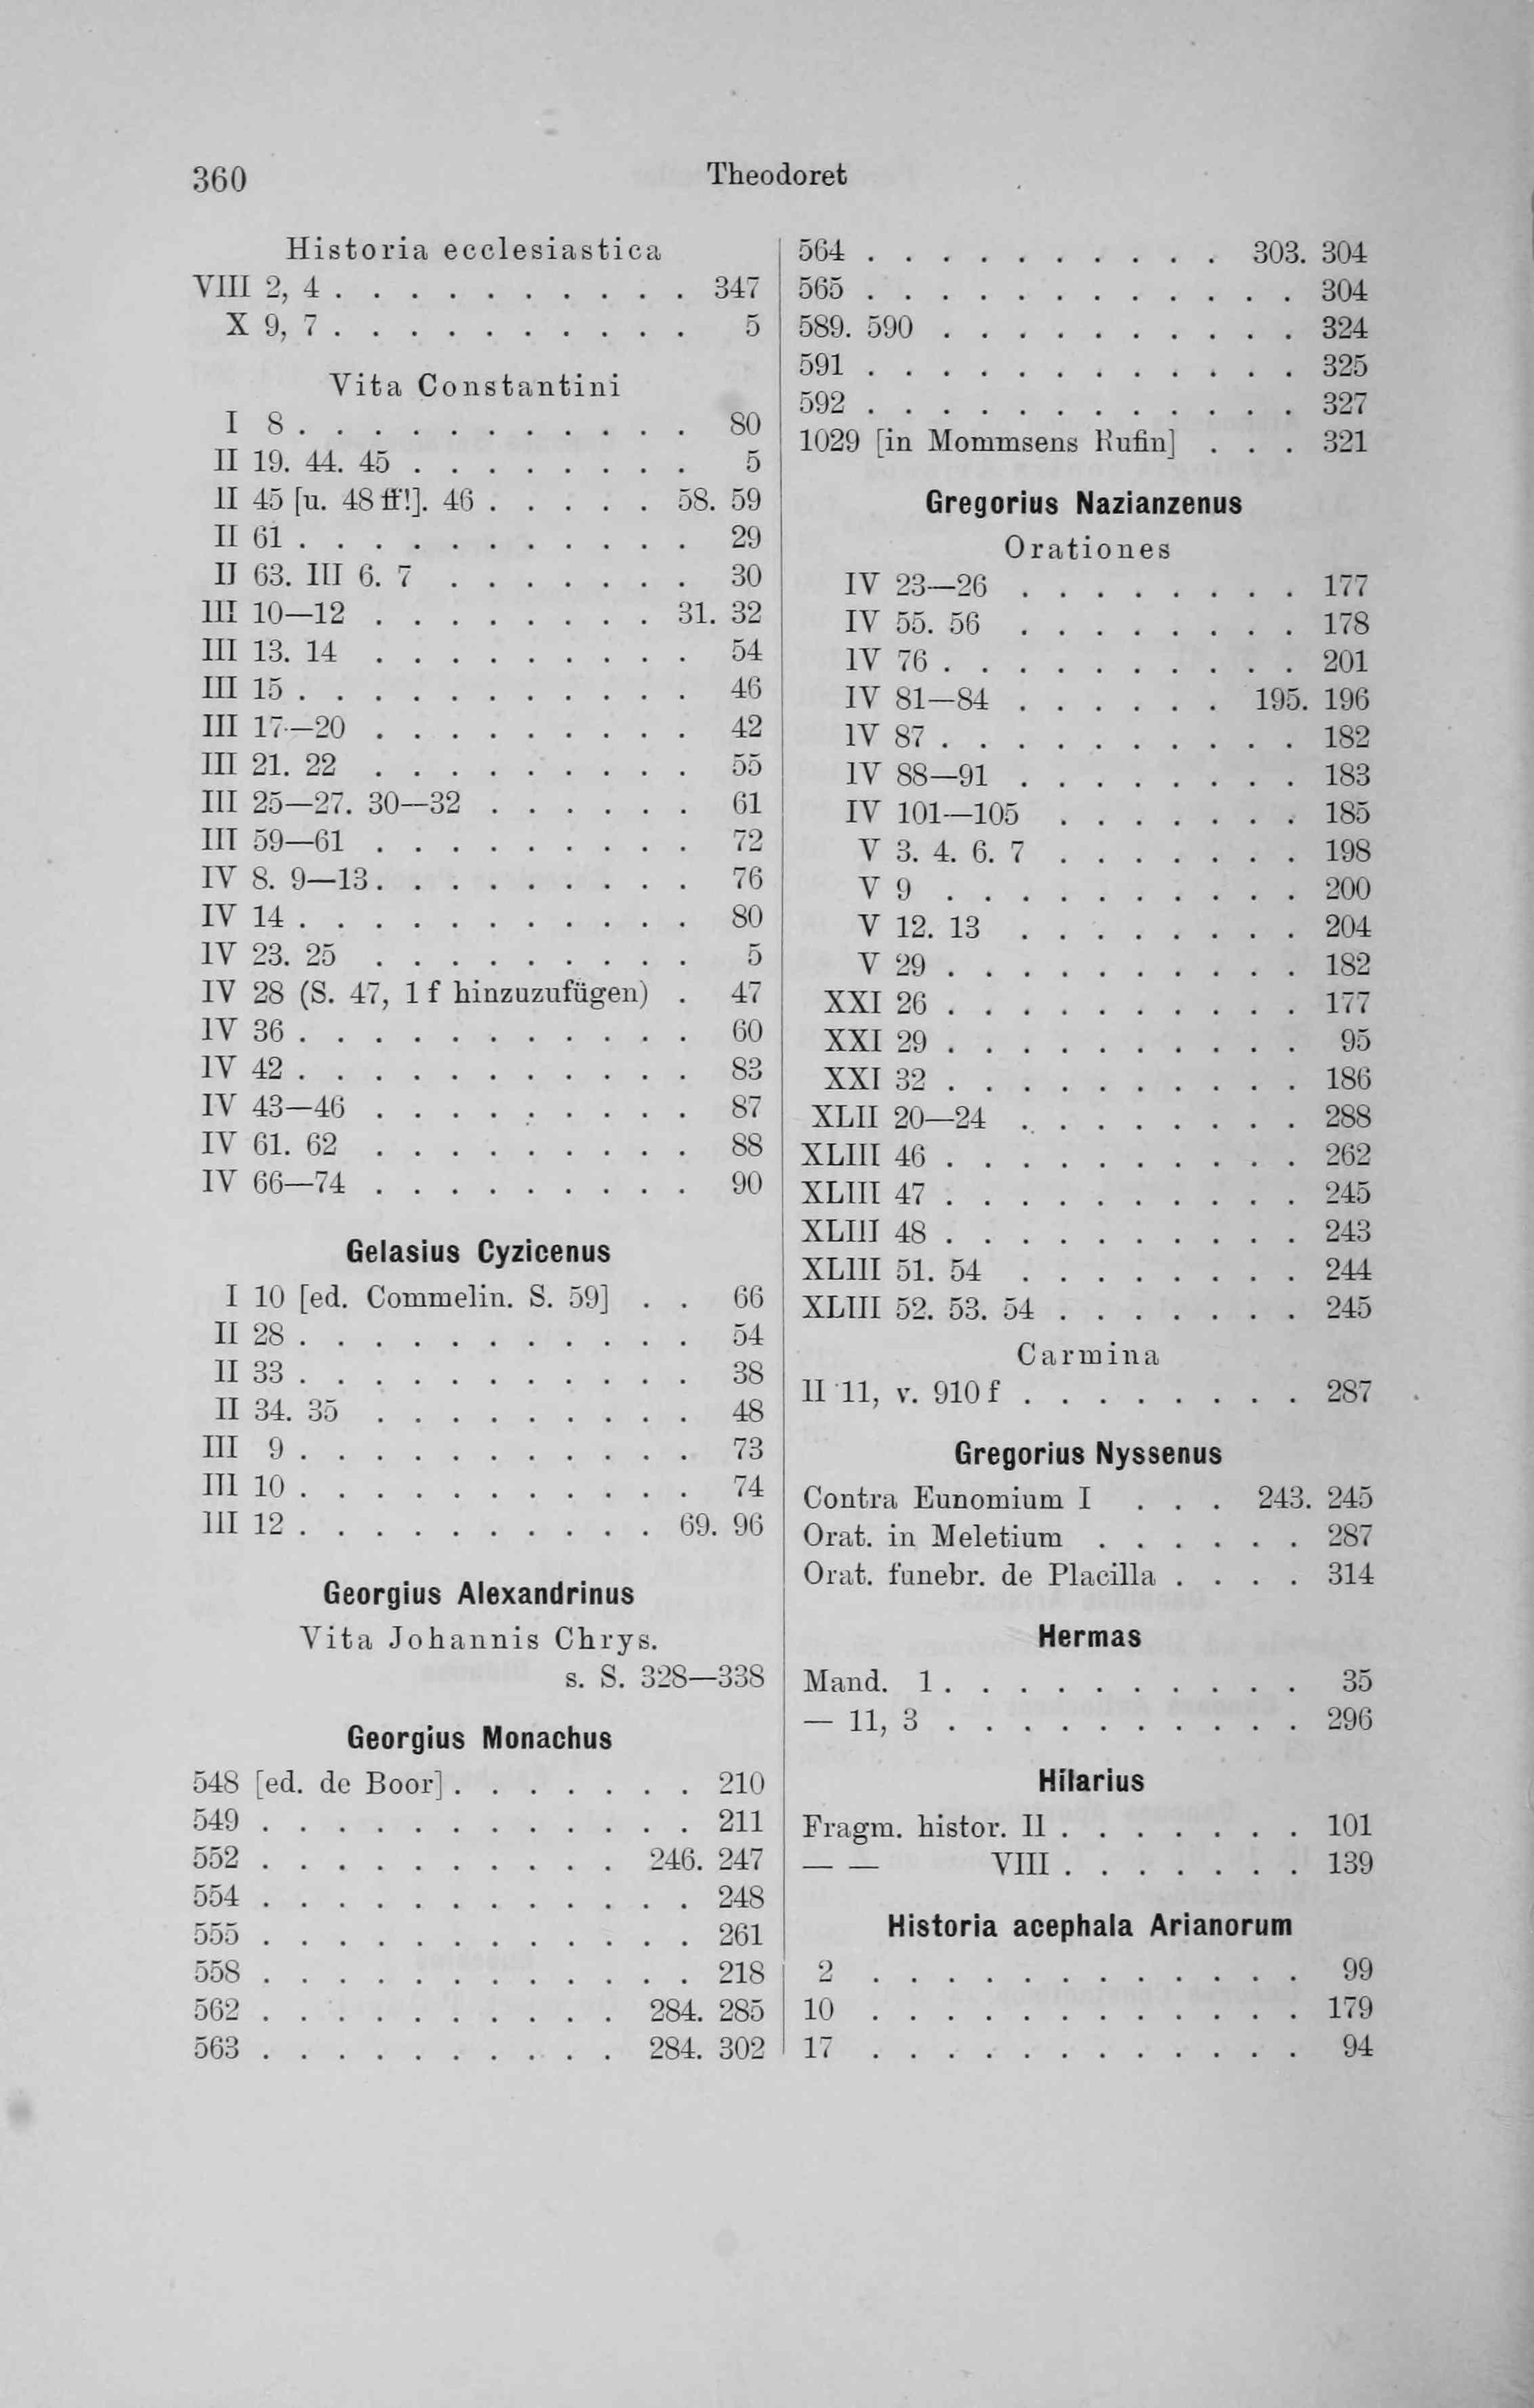 360
Theodoret
Historia ecclesiastica
VIII 2, 4 . . . . . . . . . . 347
X 9, 7 . . . . . . . . . . 5
Vita Constantini
I 8 . . . . . . . . . . . 80
II 19. 44. 45 . . . . . . . . 5
II 45 [u. 48 ff!]. 46 . . . . . 58. 59
II 61 . . . . . . . . . . . 29
II 63. III 6. 7 . . . . . . . 30
III 10—12 . . . . . . . . 31. 32
III 13. 14 . . . . . . . . . 54
III 15 . . . . . . . . . . . 46
III 17—20 . . . . . . . . . 42
III 21. 22 . . . . . . . . . 55
III 25—27. 30—32 . . . . . . 61
III 59—61 . . . . . . . . . 72
IV 8. 9—13 . . . . . . . . . 76
IV 14 . . . . . . . . . . . 80
IV 23. 25 . . . . . . . . . 5
IV 28 (S. 47, 1 f hinzuzufügen) . 47
IV 36 . . . . . . . . . . . 60
IV 42 . . . . . . . . . . . 83
IV 43—46 . . . . . . . . . 87
IV 61. 62 . . . . . . . . . 88
IV 66—74 . . . . . . . . . 90
Gelasius Cyzicenus
I 10 [ed. Commelin. S. 59] . . 66
II 28 . . . . . . . . . . . 54
II 33 . . . . . . . . . . . 38
II 34. 35 . . . . . . . . . 48
III 9 . . . . . . . . . . . 73
III 10 . . . . . . . . . . . 74
III 12 . . . . . . . . . . 69. 96
Georgius Alexandrinus
Vita Johannis Chrys.
s. S. 328—338
Georgius Monachus
548 [ed. de Boor] . . . . . . . 210
549 . . . . . . . . . . . . 211
552 . . . . . . . . . . 246. 247
554 . . . . . . . . . . . . 248
555 . . . . . . . . . . . . 261
558 . . . . . . . . . . . . 218
562 . . . . . . . . . . 284. 285
563 . . . . . . . . . . 284. 302
564 . . . . . . . . . . 303. 304
565 . . . . . . . . . . . . 304
589. 590 . . . . . . . . . . 324
591 . . . . . . . . . . . . 325
592 . . . . . . . . . . . . 327
1029 [in Mommsens Rufin] . . . 321
Gregorius Nazianzenus
Orationes
IV 23—26 . . . . . . . . 177
IV 55. 56 . . . . . . . . 178
IV 76 . . . . . . . . . . 201
IV 81—84 . . . . . . 195. 196
IV 87 . . . . . . . . . . 182
IV 88—91 . . . . . . . . 183
IV 101—105 . . . . . . . 185
V 3. 4. 6. 7 . . . . . . . 198
V 9 . . . . . . . . . . 200
V 12. 13 . . . . . . . . 204
V 29 . . . . . . . . . . 182
XXI 26 . . . . . . . . . . 177
XXI 29 . . . . . . . . . . 95
XXI 32 . . . . . . . . . . 186
XLII 20—24 . . . . . . . . 288
XLIII 46 . . . . . . . . . . 262
XLIII 47 . . . . . . . . . . 245
XLIII 48 . . . . . . . . . . 243
XLIII 51. 54 . . . . . . . . 244
XLIII 52. 53. 54 . . . . . . . 245
Carmina
II 11, v. 910 f . . . . . . . . 287
Gregorius Nyssenus
Contra Eunomium I . . . 243. 245
Orat. in Meletium . . . . . . 287
Orat. funebr. de Placilla . . . . 314
Hermas
Mand. 1 . . . . . . . . . . 35
— 11, 3 . . . . . . . . . . 296
Hilarius
Fragm. histor. II . . . . . . . 101
— — VIII . . . . . . . 139
Historia acephala Arianorum
2 . . . . . . . . . . . . 99
10 . . . . . . . . . . . . 179
17 . . . . . . . . . . . . 94